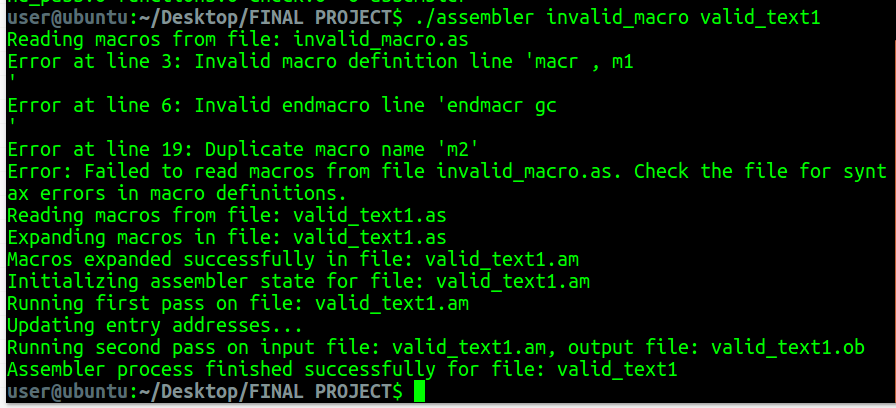 user@ubuntu:~/Desktop/FINAL PROJECT$ ./assembler invalid_macro valid_text1
Reading macros from file: invalid_macro.as
Error at line 3: Invalid macro definition line 'macr , m1
'
Error at line 6: Invalid endmacro line 'endmacr gc
'
Error at line 19: Duplicate macro name 'm2'
Error: Failed to read macros from file invalid_macro.as. Check the file for synt
ax errors in macro definitions.
Reading macros from file: valid_text1.as
Expanding macros in file: valid_text1.as
Macros expanded successfully in file: valid_text1.am
Initializing assembler state for file: valid_text1.am
Running first pass on file: valid_text1.am
Updating entry addresses...
Running second pass on input file: valid_text1.am, output file: valid_text1.ob
Assembler process finished successfully for file: valid_text1
user@ubuntu:~/Desktop/FINAL PROJECT$